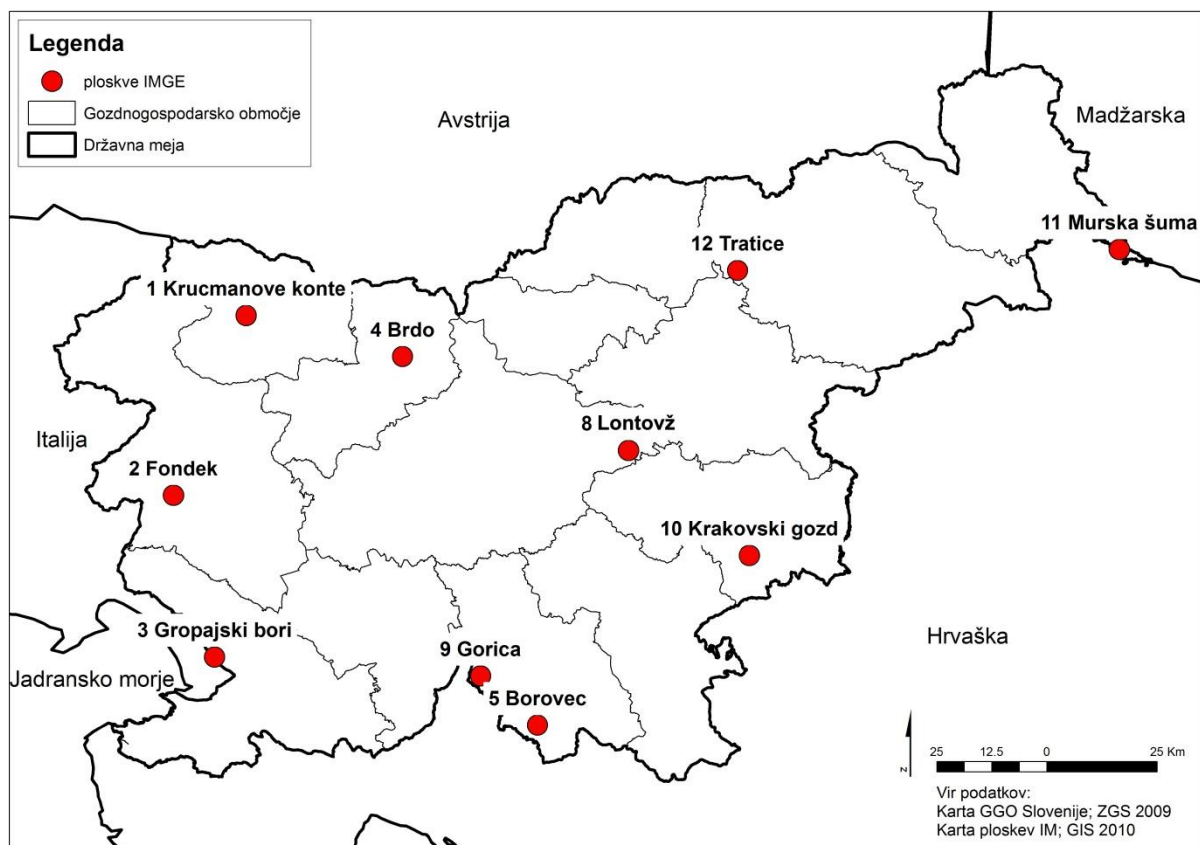 Legenda
ploskve IMGE
Gozdnogospodarsko območje
Državna meja
Avstrija
Madžarska
11 Murska šuma
12 Tratice
1 Krucmanove konte
4 Brdo
Italija
8 Lontovž
2 Fondek
10 Krakovski gozd
3 Gropajski bori
Hrvaška
9 Gorica
Jadransko morje
5 Borovec
z
25 12.5 0 25 Km
Vir podatkov:
Karta GGO Slovenije; ZGS 2009
Karta ploskev IM; GIS 2010